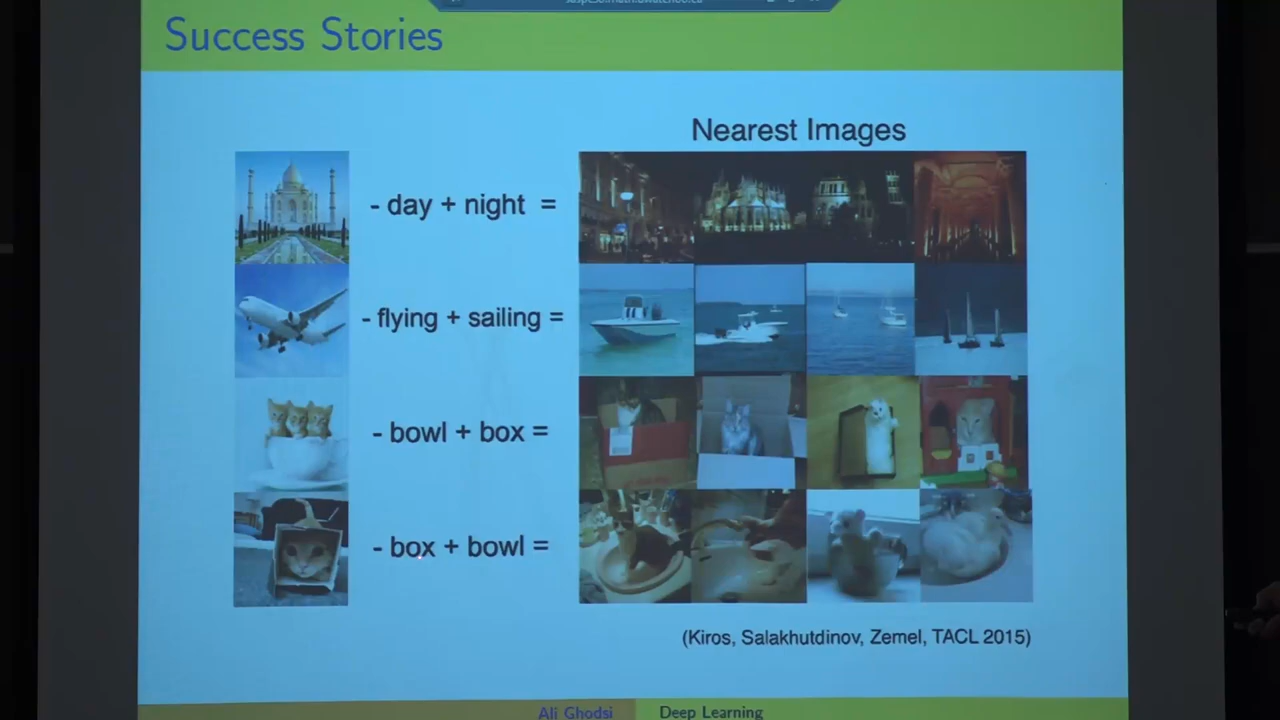 Success Stories
Nearest Images
- day + night =
- flying + sailing =
- bowl + box =
- box + bowl =
(Kiros, Salakhutdinov, Zemel, TACL 2015)
Ali Ghodsi Deep Learning